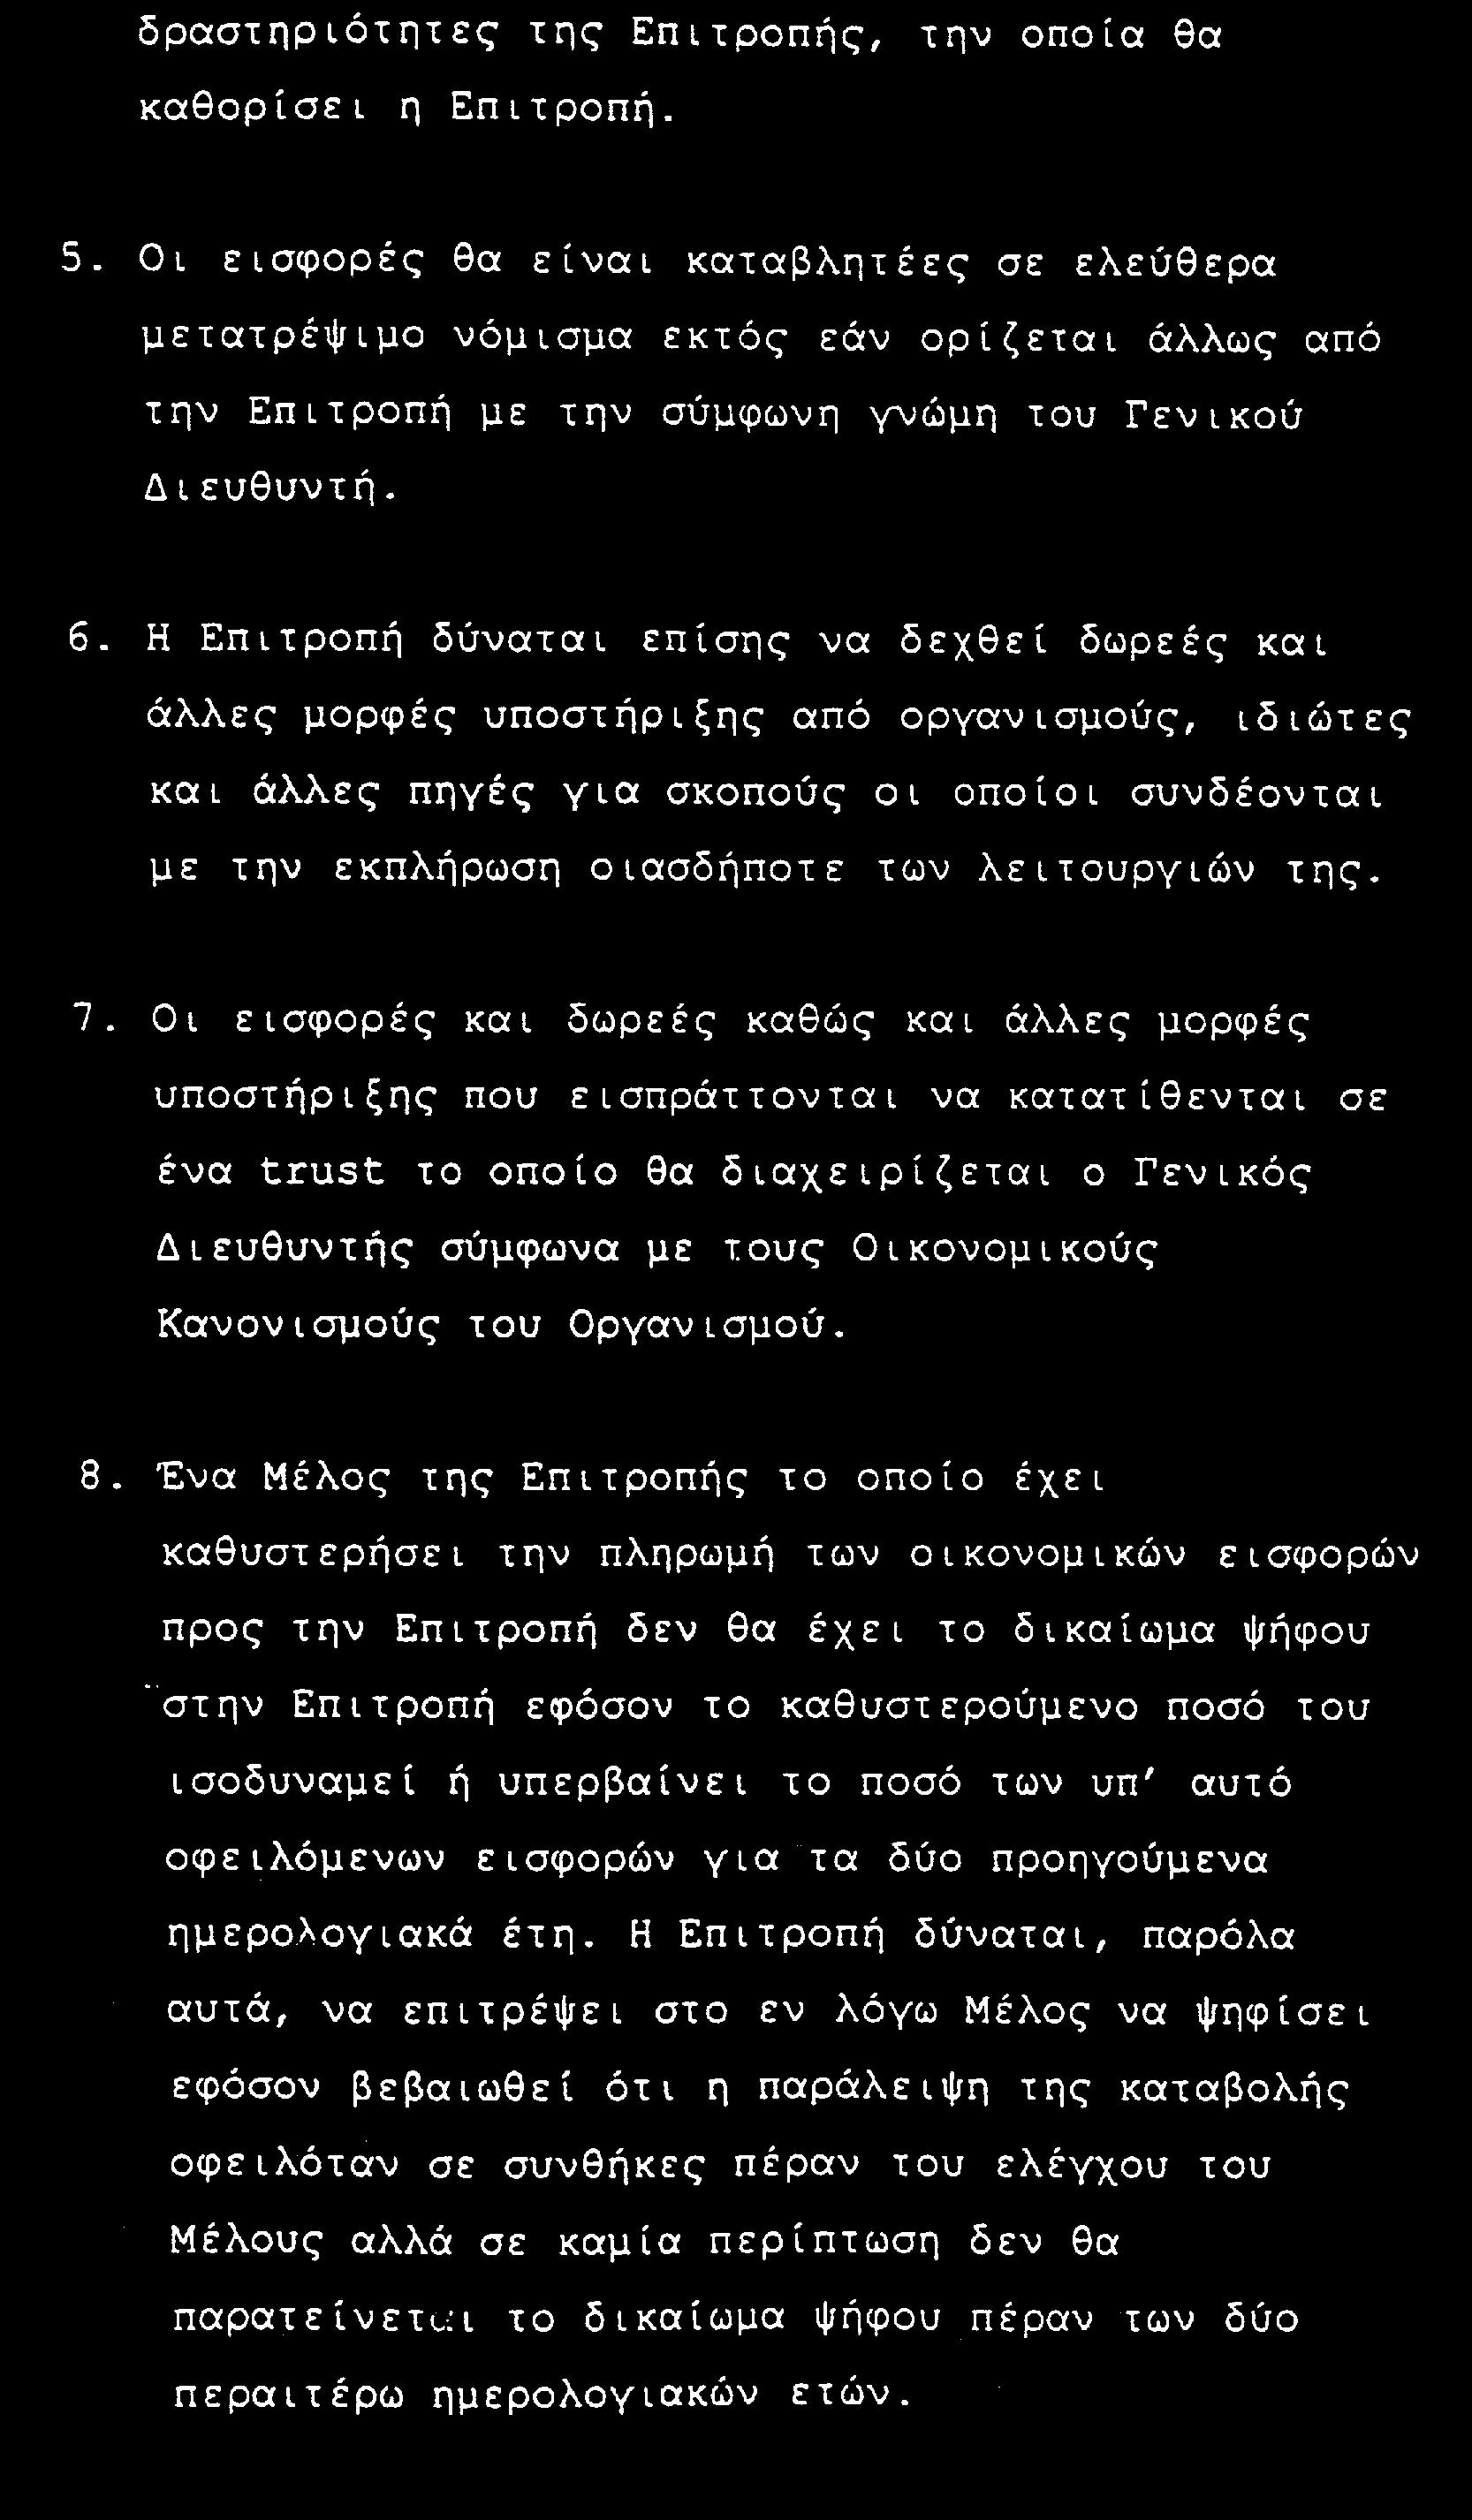 δραστηριότητες της Επιτροπής, την οποία θα
καθορίσει η Επιτροπή.
5. Οι εισφορές θα είναι καταβλητέες σε ελεύθερα
μετατρέψιμο νόμισμα εκτός εάν ορίζεται άλλως από
την Επιτροπή με την σύμφωνη γνώμη του Γενικού
Διευθυντή.
6. Η Επιτροπή δύναται επίσης να δεχθεί δωρεές και
άλλες μορφές υποστήριξης από οργανισμούς, ιδιώτες
και άλλες πηγές για σκοπούς οι οποίοι συνδέονται
με την εκπλήρωση οιασδήποτε των λειτουργιών της.
7. Οι εισφορές και δωρεές καθώς και άλλες μορφές
υποστήριξης που εισπράττονται να κατατίθενται σε
ένα trust το οποίο θα διαχειρίζεται ο Γενικός
Διευθυντής σύμφωνα με τους Οικονομικούς
Κανονισμούς του Οργανισμού.
8. Ένα Μέλος της Επιτροπής το οποίο έχει
καθυστερήσει την πληρωμή των οικονομικών εισφορών
προς την Επιτροπή δεν θα έχει το δικαίωμα ψήφου
στην Επιτροπή εφόσον το καθυστερούμενο ποσό του
ισοδυναμεί ή υπερβαίνει το ποσό των υπ' αυτό
οφειλόμενων εισφορών για τα δύο προηγούμενα
ημερολογιακά έτη. Η Επιτροπή δύναται, παρόλα
αυτά, να επιτρέψει στο εν λόγω Μέλος να ψηφίσει
εφόσον βεβαιωθεί ότι η παράλειψη της καταβολής
οφειλόταν σε συνθήκες πέραν του ελέγχου του
Μέλους αλλά σε καμία περίπτωση δεν θα
παρατείνεται το δικαίωμα ψήφου πέραν των δύο
περαιτέρω ημερολογιακών ετών.